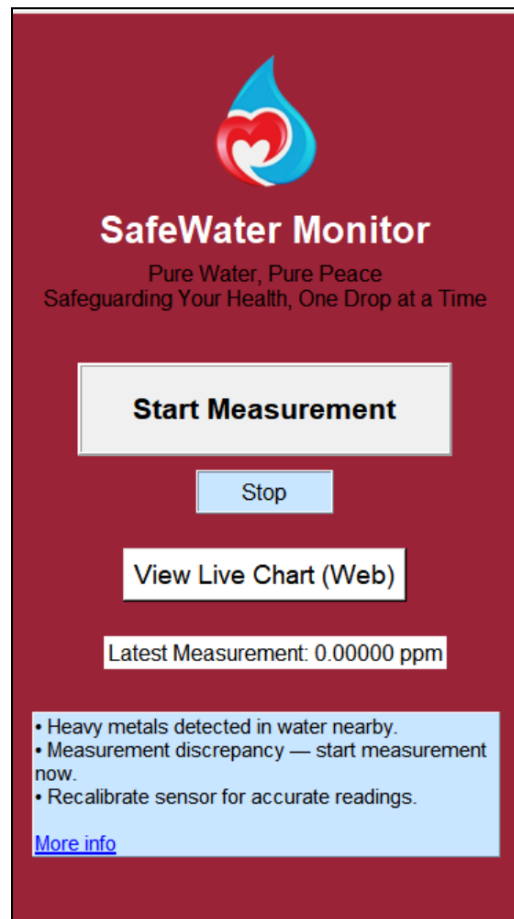 SafeWater Monitor
Pure Water, Pure Peace
Safeguarding Your Health, One Drop at a Time
Start Measurement
Stop
View Live Chart (Web)
Latest Measurement: 0.00000 ppm
• Heavy metals detected in water nearby.
• Measurement discrepancy — start measurement
now.
• Recalibrate sensor for accurate readings.
More info